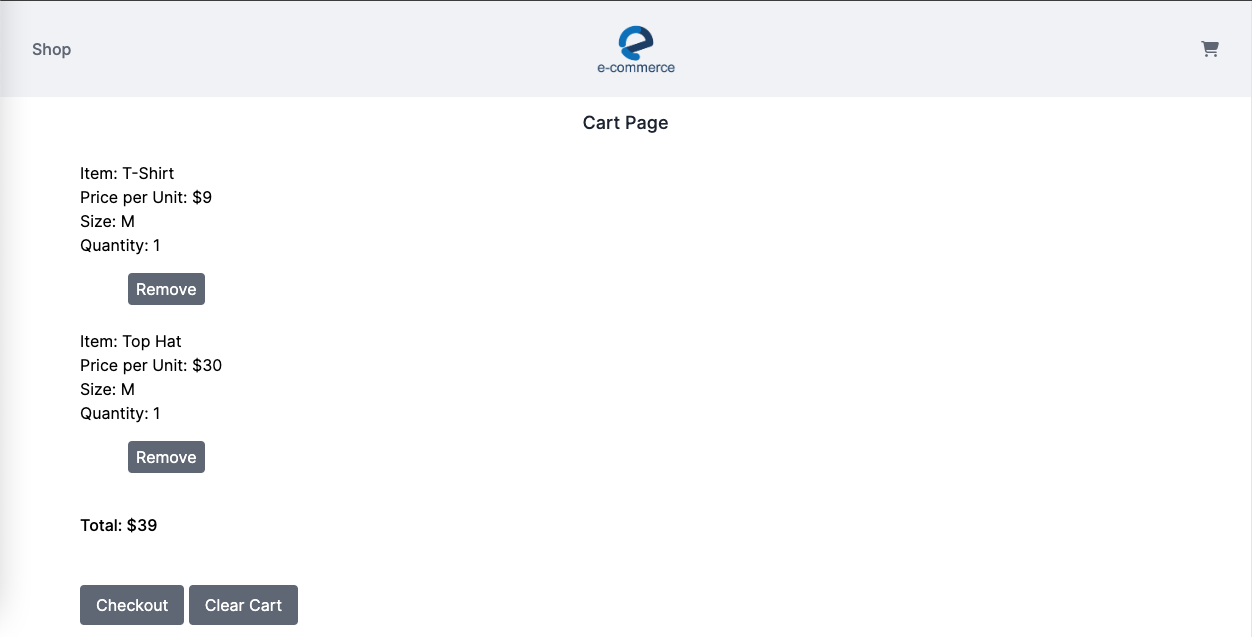 Shop
e-commerce
Cart Page
Item: T-Shirt
Price per Unit: $9
Size: M
Quantity: 1
Remove
Item: Top Hat
Price per Unit: $30
Size: M
Quantity: 1
Remove
Total: $39
Checkout Clear Cart